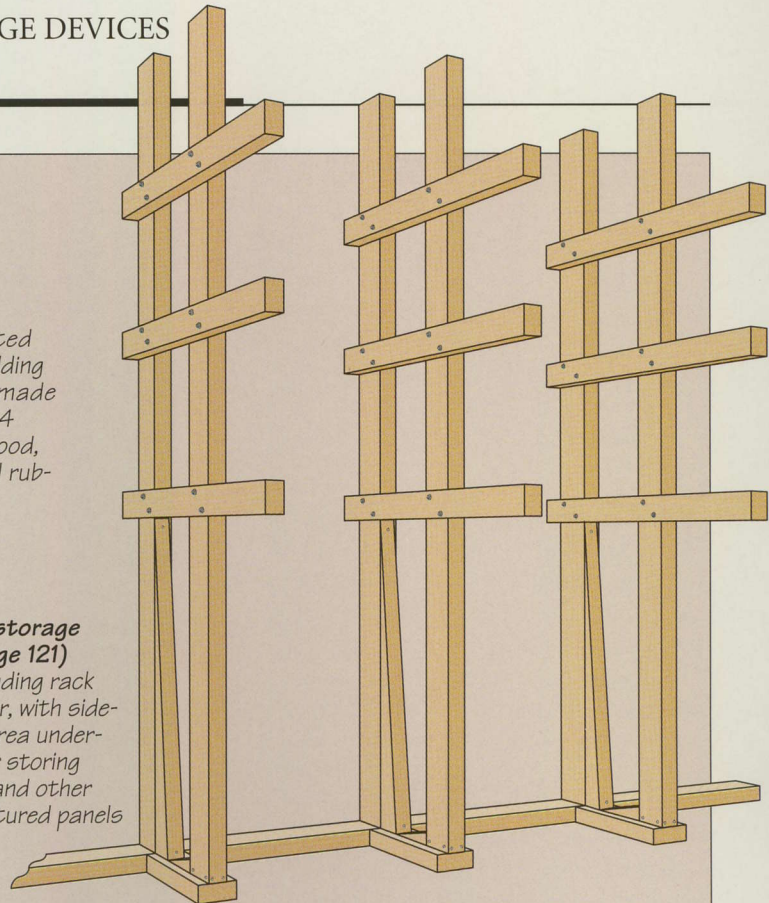 GE DEVICES
ted
lding
made
4
ood,
l rub-
storage
ge 121)
ding rack
r, with side-
rea under-
r storing
and other
tured panels